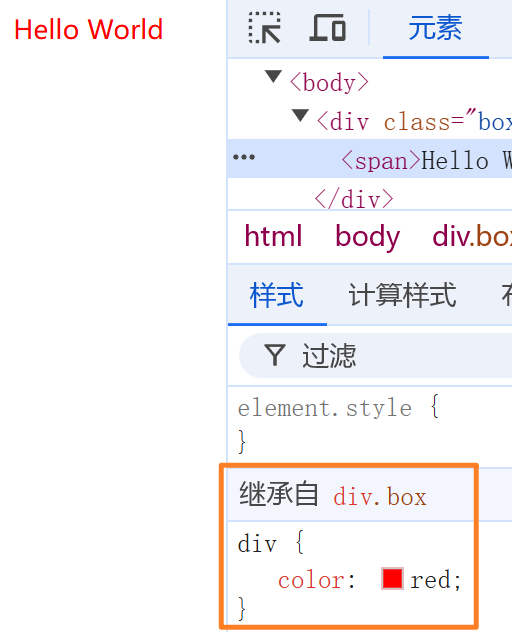 Hello World
元素
<body>
<div class="box
<span>Hello W
</div>
html body div.box
样式 计算样式
过滤
element.style {
}
继承自 div.box
div {
color: red;
}